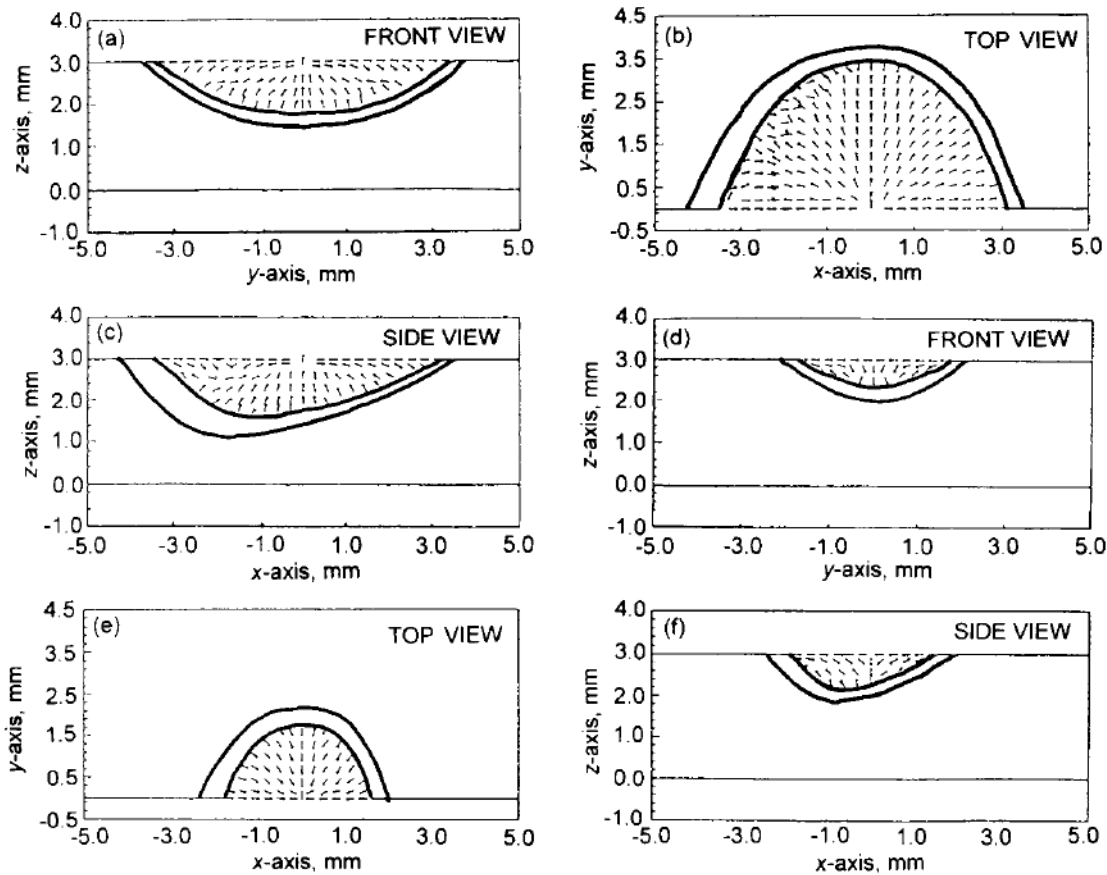 (a)
FRONT VIEW
z-axis, mm
4.0
3.0
2.0
1.0
0.0
-1.0
-5.0 -3.0 -1.0 1.0 3.0 5.0
y-axis, mm
(b)
TOP VIEW
y-axis, mm
4.5
3.5
2.5
1.5
0.5
-0.5
-5.0 -3.0 -1.0 1.0 3.0 5.0
x-axis, mm
(c)
SIDE VIEW
z-axis, mm
4.0
3.0
2.0
1.0
0.0
-1.0
-5.0 -3.0 -1.0 1.0 3.0 5.0
x-axis, mm
(d)
FRONT VIEW
z-axis, mm
4.0
3.0
2.0
1.0
0.0
-1.0
-5.0 -3.0 -1.0 1.0 3.0 5.0
y-axis, mm
(e)
TOP VIEW
y-axis, mm
4.5
3.5
2.5
1.5
0.5
-0.5
-5.0 -3.0 -1.0 1.0 3.0 5.0
x-axis, mm
(f)
SIDE VIEW
z-axis, mm
4.0
3.0
2.0
1.0
0.0
-1.0
-5.0 -3.0 -1.0 1.0 3.0 5.0
x-axis, mm